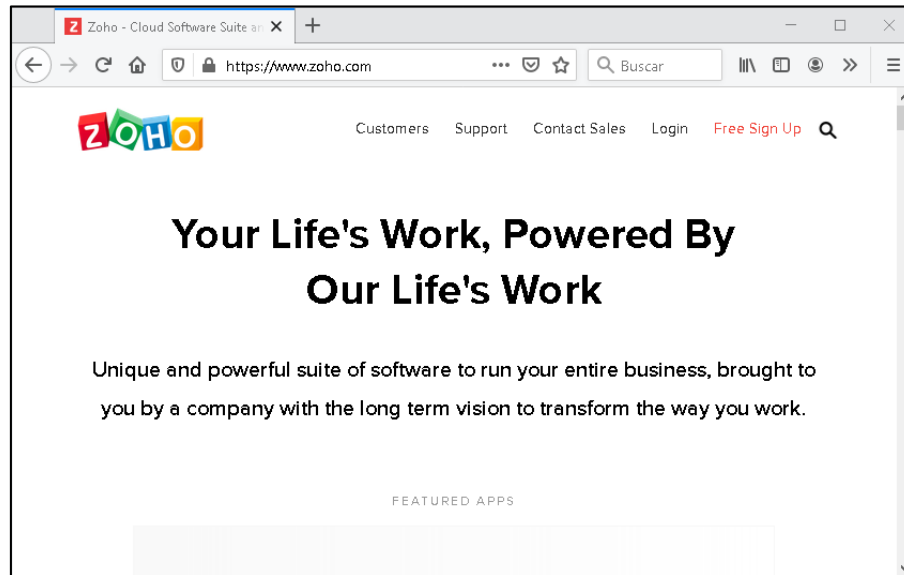 Zoho - Cloud Software Suite an
https://www.zoho.com
Buscar
ZOHO
Customers Support Contact Sales Login Free Sign Up
Your Life's Work, Powered By
Our Life's Work
Unique and powerful suite of software to run your entire business, brought to
you by a company with the long term vision to transform the way you work.
FEATURED APPS